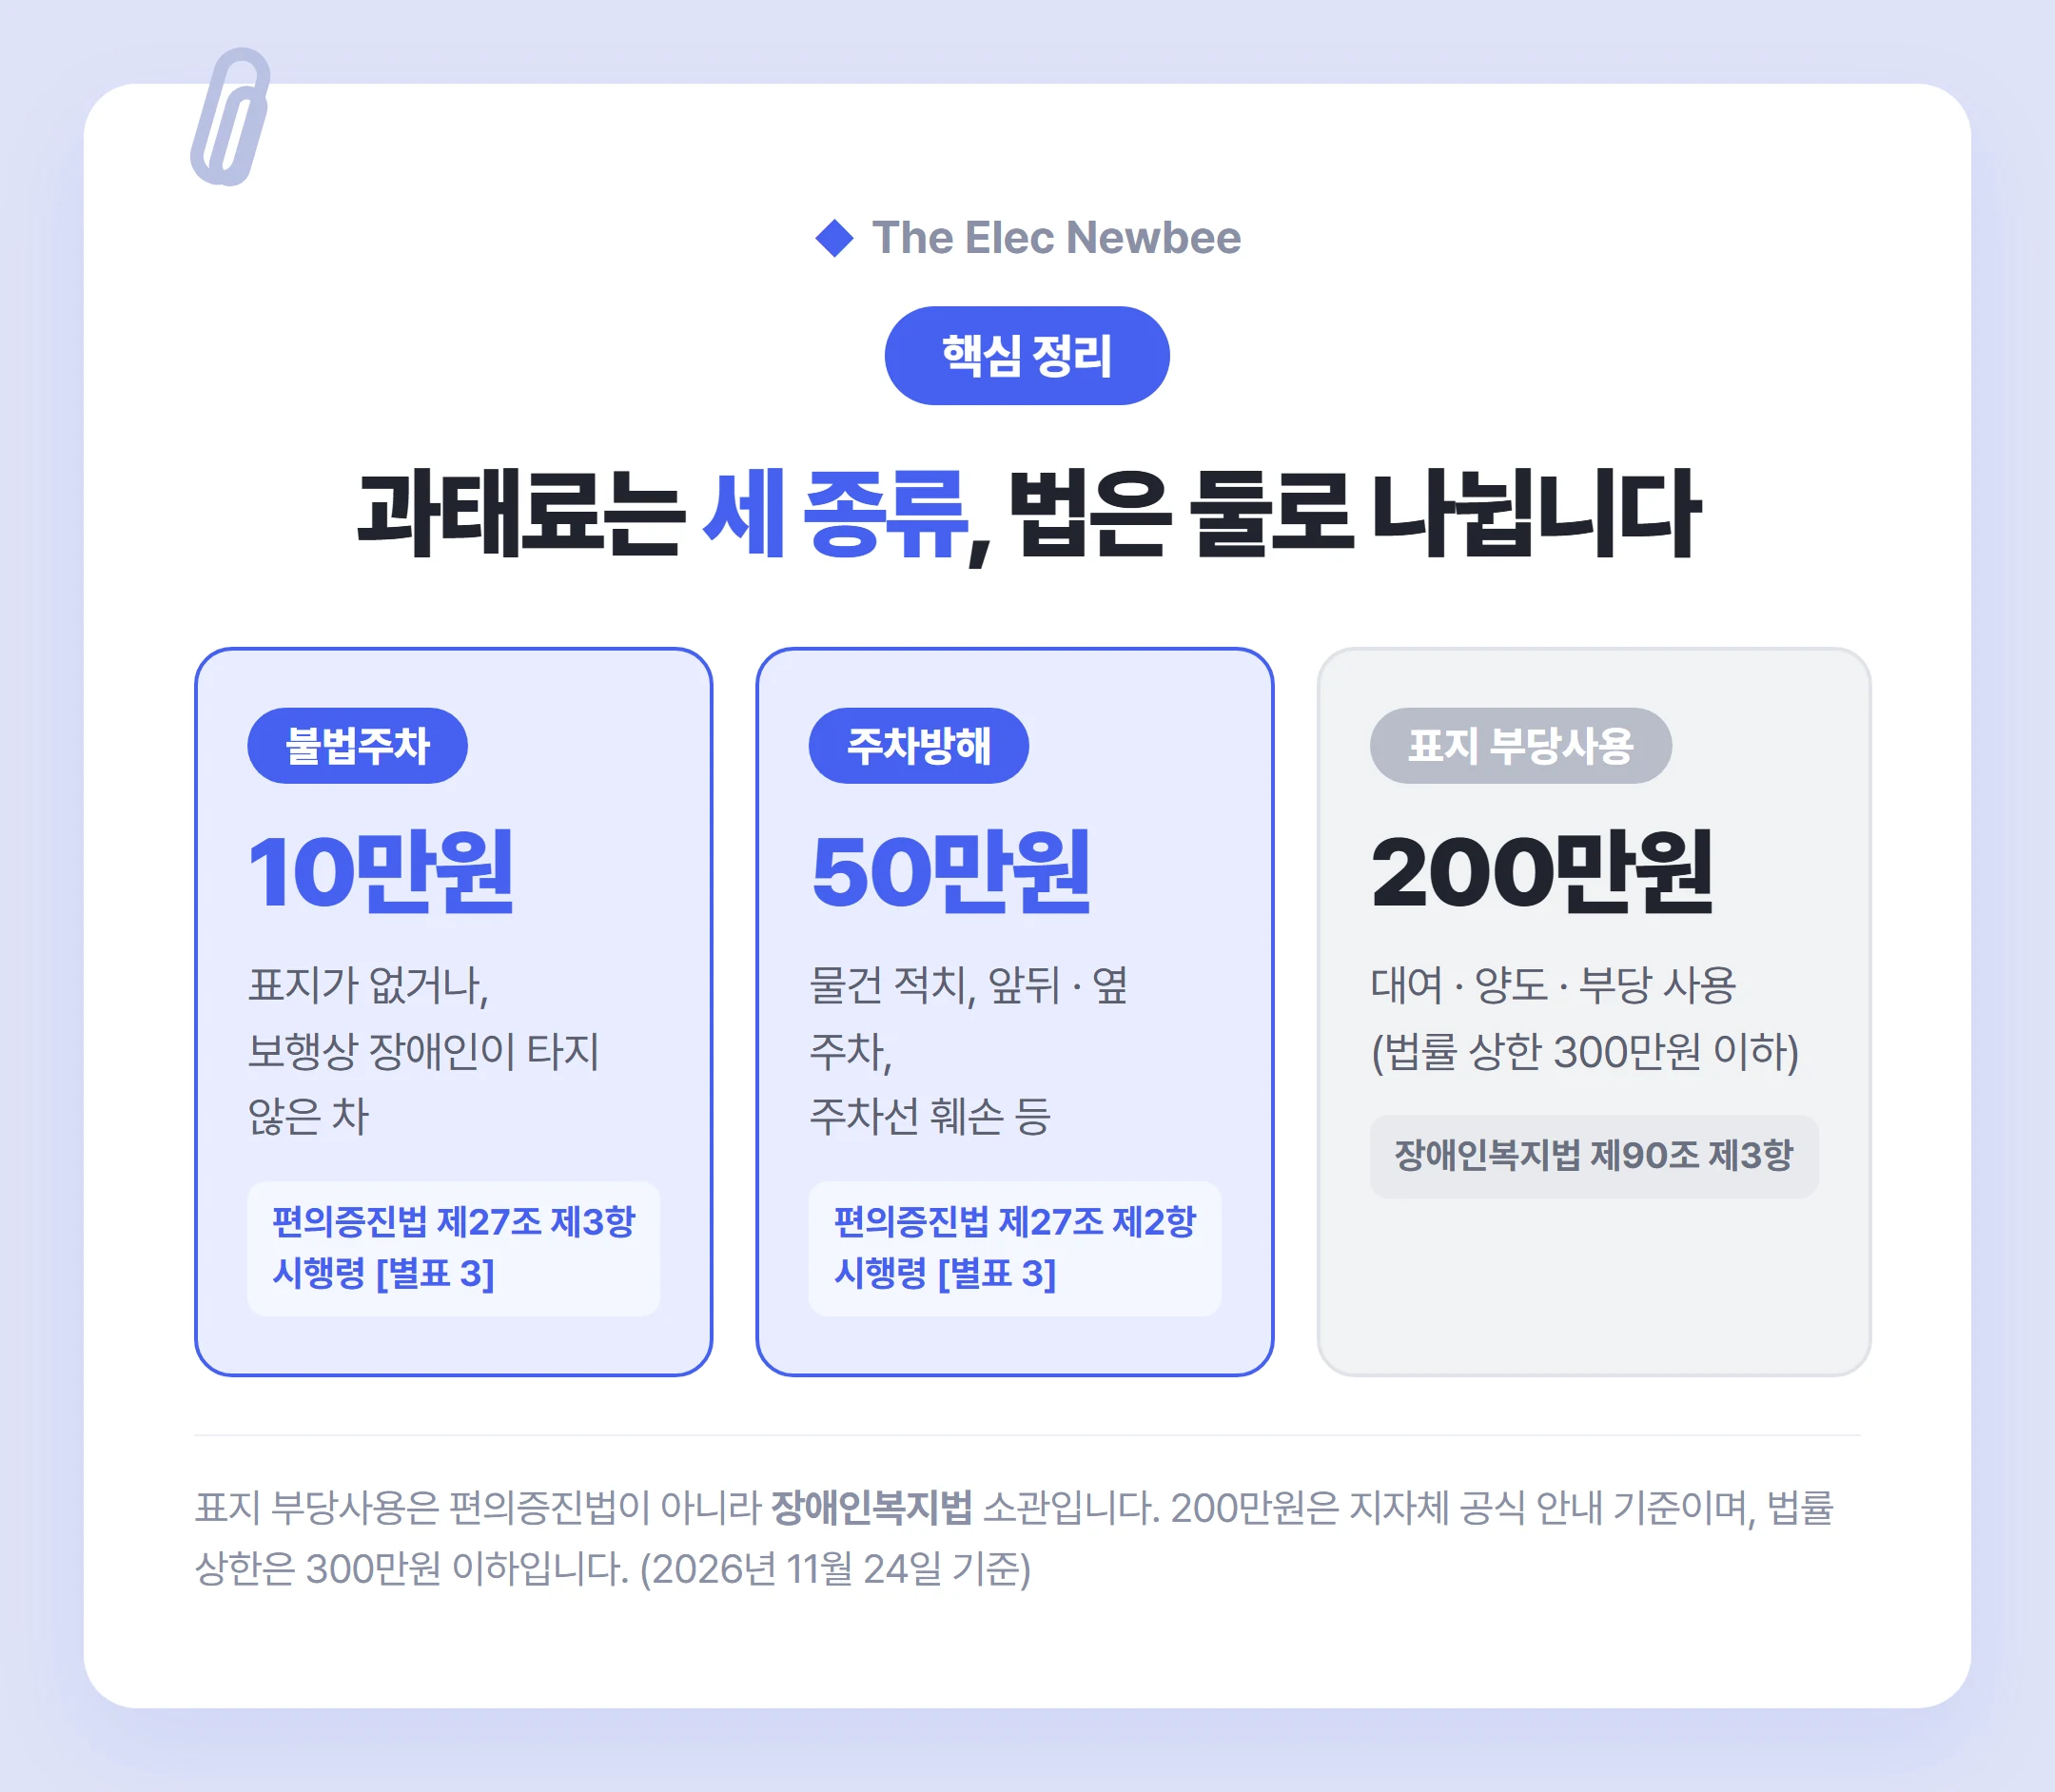 The Elec Newbee
핵심 정리
과태료는 세 종류, 법은 둘로 나뉩니다
불법주차
10만원
표지가 없거나,
보행상 장애인이 타지
않은 차
편의증진법 제27조 제3항
시행령 [별표 3]
주차방해
50만원
물건 적치, 앞뒤 · 옆
주차,
주차선 훼손 등
편의증진법 제27조 제2항
시행령 [별표 3]
표지 부당사용
200만원
대여 · 양도 · 부당 사용
(법률 상한 300만원 이하)
장애인복지법 제90조 제3항
표지 부당사용은 편의증진법이 아니라 장애인복지법 소관입니다. 200만원은 지자체 공식 안내 기준이며, 법률
상한은 300만원 이하입니다. (2026년 11월 24일 기준)